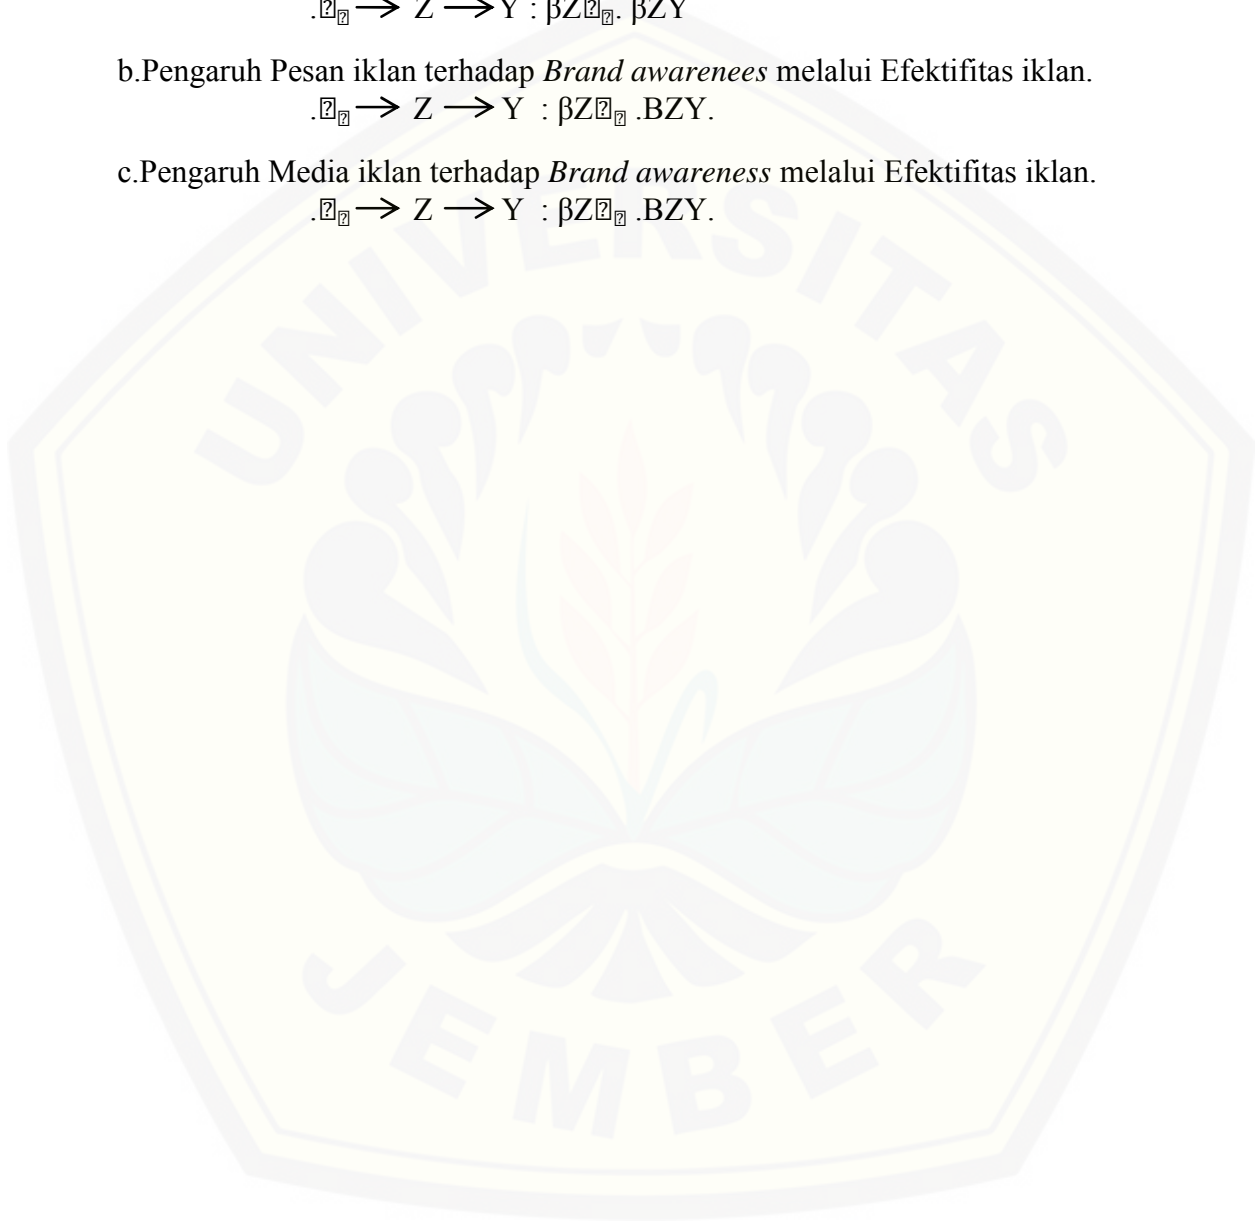 .⍰⍰→ Z →Y : βZ⍰⍰. βZY
b.Pengaruh Pesan iklan terhadap Brand awarenees melalui Efektifitas iklan.
.⍰⍰→ Z →Y : βZ⍰⍰ .BZY.
c.Pengaruh Media iklan terhadap Brand awareness melalui Efektifitas iklan.
.⍰⍰→ Z →Y : βZ⍰⍰ .BZY.
UNIVERSITAS
JEMBER